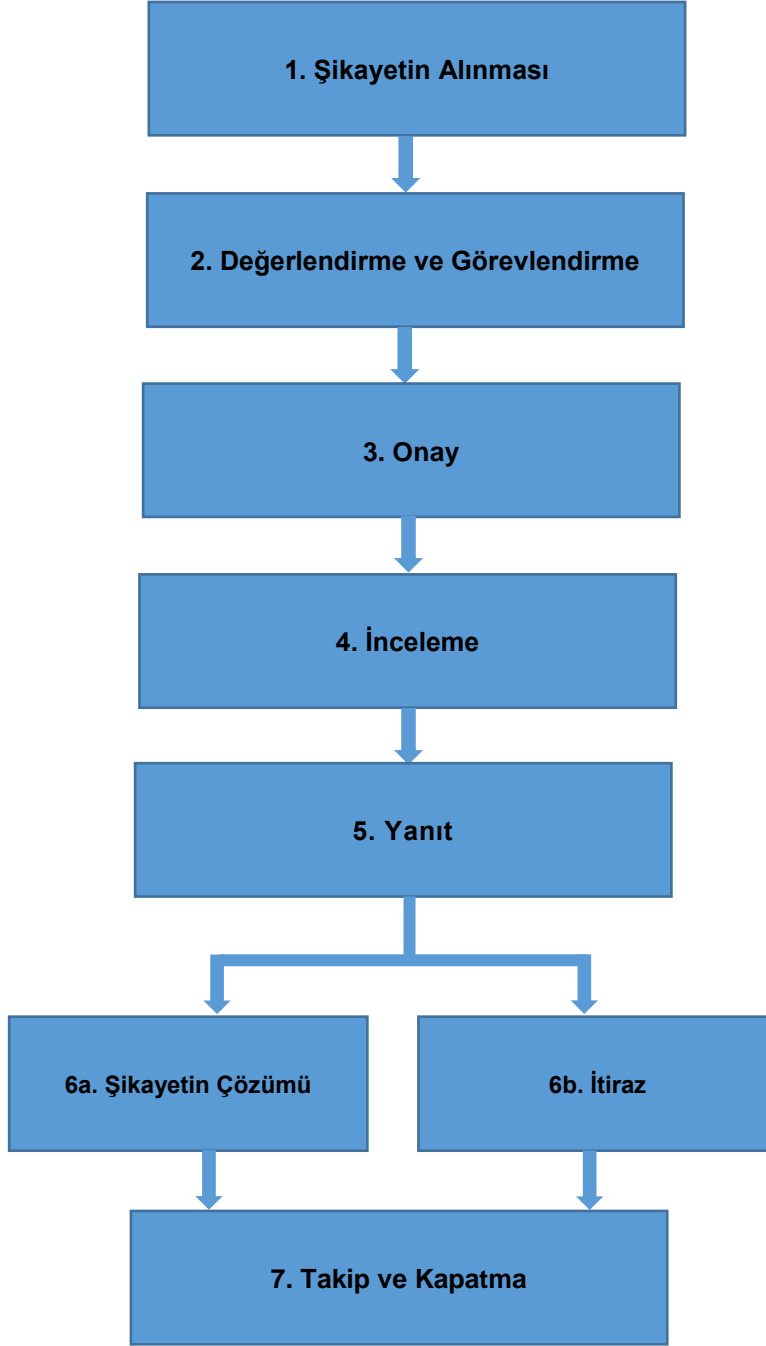 1. Şikayetin Alınması
2. Değerlendirme ve Görevlendirme
3. Onay
4. İnceleme
5. Yanıt
6a. Şikayetin Çözümü
6b. İtiraz
7. Takip ve Kapatma